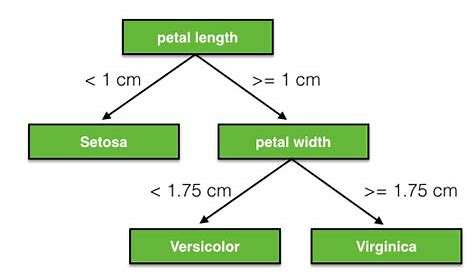 petal length
< 1 cm
>= 1 cm
Setosa
petal width
< 1.75 cm
>= 1.75 cm
Versicolor
Virginica